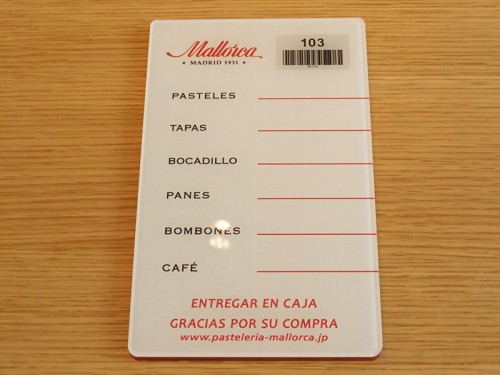 Mallorca
• MADRID 1931 •
103
PASTELES
TAPAS
BOCADILLO
PANES
BOMBONES
CAFÉ
ENTREGAR EN CAJA
GRACIAS POR SU COMPRA
www.pasteleria-mallorca.jp